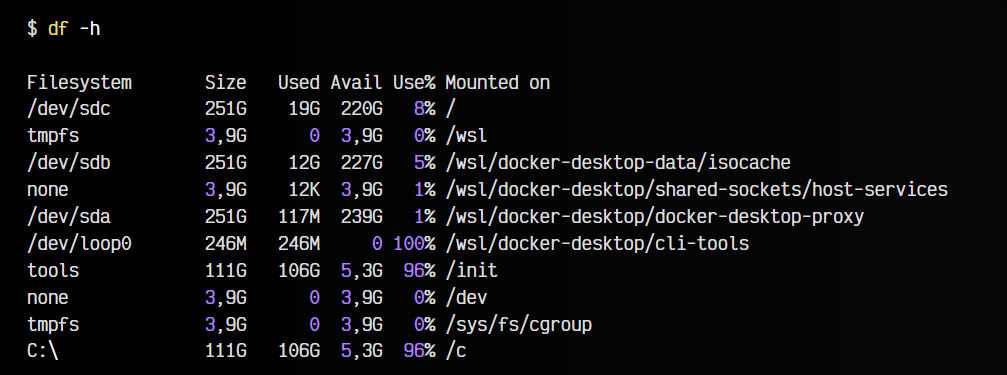 $ df -h
Filesystem Size Used Avail Use% Mounted on
/dev/sdc 251G 19G 220G 8% /
tmpfs 3,9G 0 3,9G 0% /wsl
/dev/sdb 251G 12G 227G 5% /wsl/docker-desktop-data/isocache
none 3,9G 12K 3,9G 1% /wsl/docker-desktop/shared-sockets/host-services
/dev/sda 251G 117M 239G 1% /wsl/docker-desktop/docker-desktop-proxy
/dev/loop0 246M 246M 0 100% /wsl/docker-desktop/cli-tools
tools 111G 106G 5,3G 96% /init
none 3,9G 0 3,9G 0% /dev
tmpfs 3,9G 0 3,9G 0% /sys/fs/cgroup
C:\ 111G 106G 5,3G 96% /c